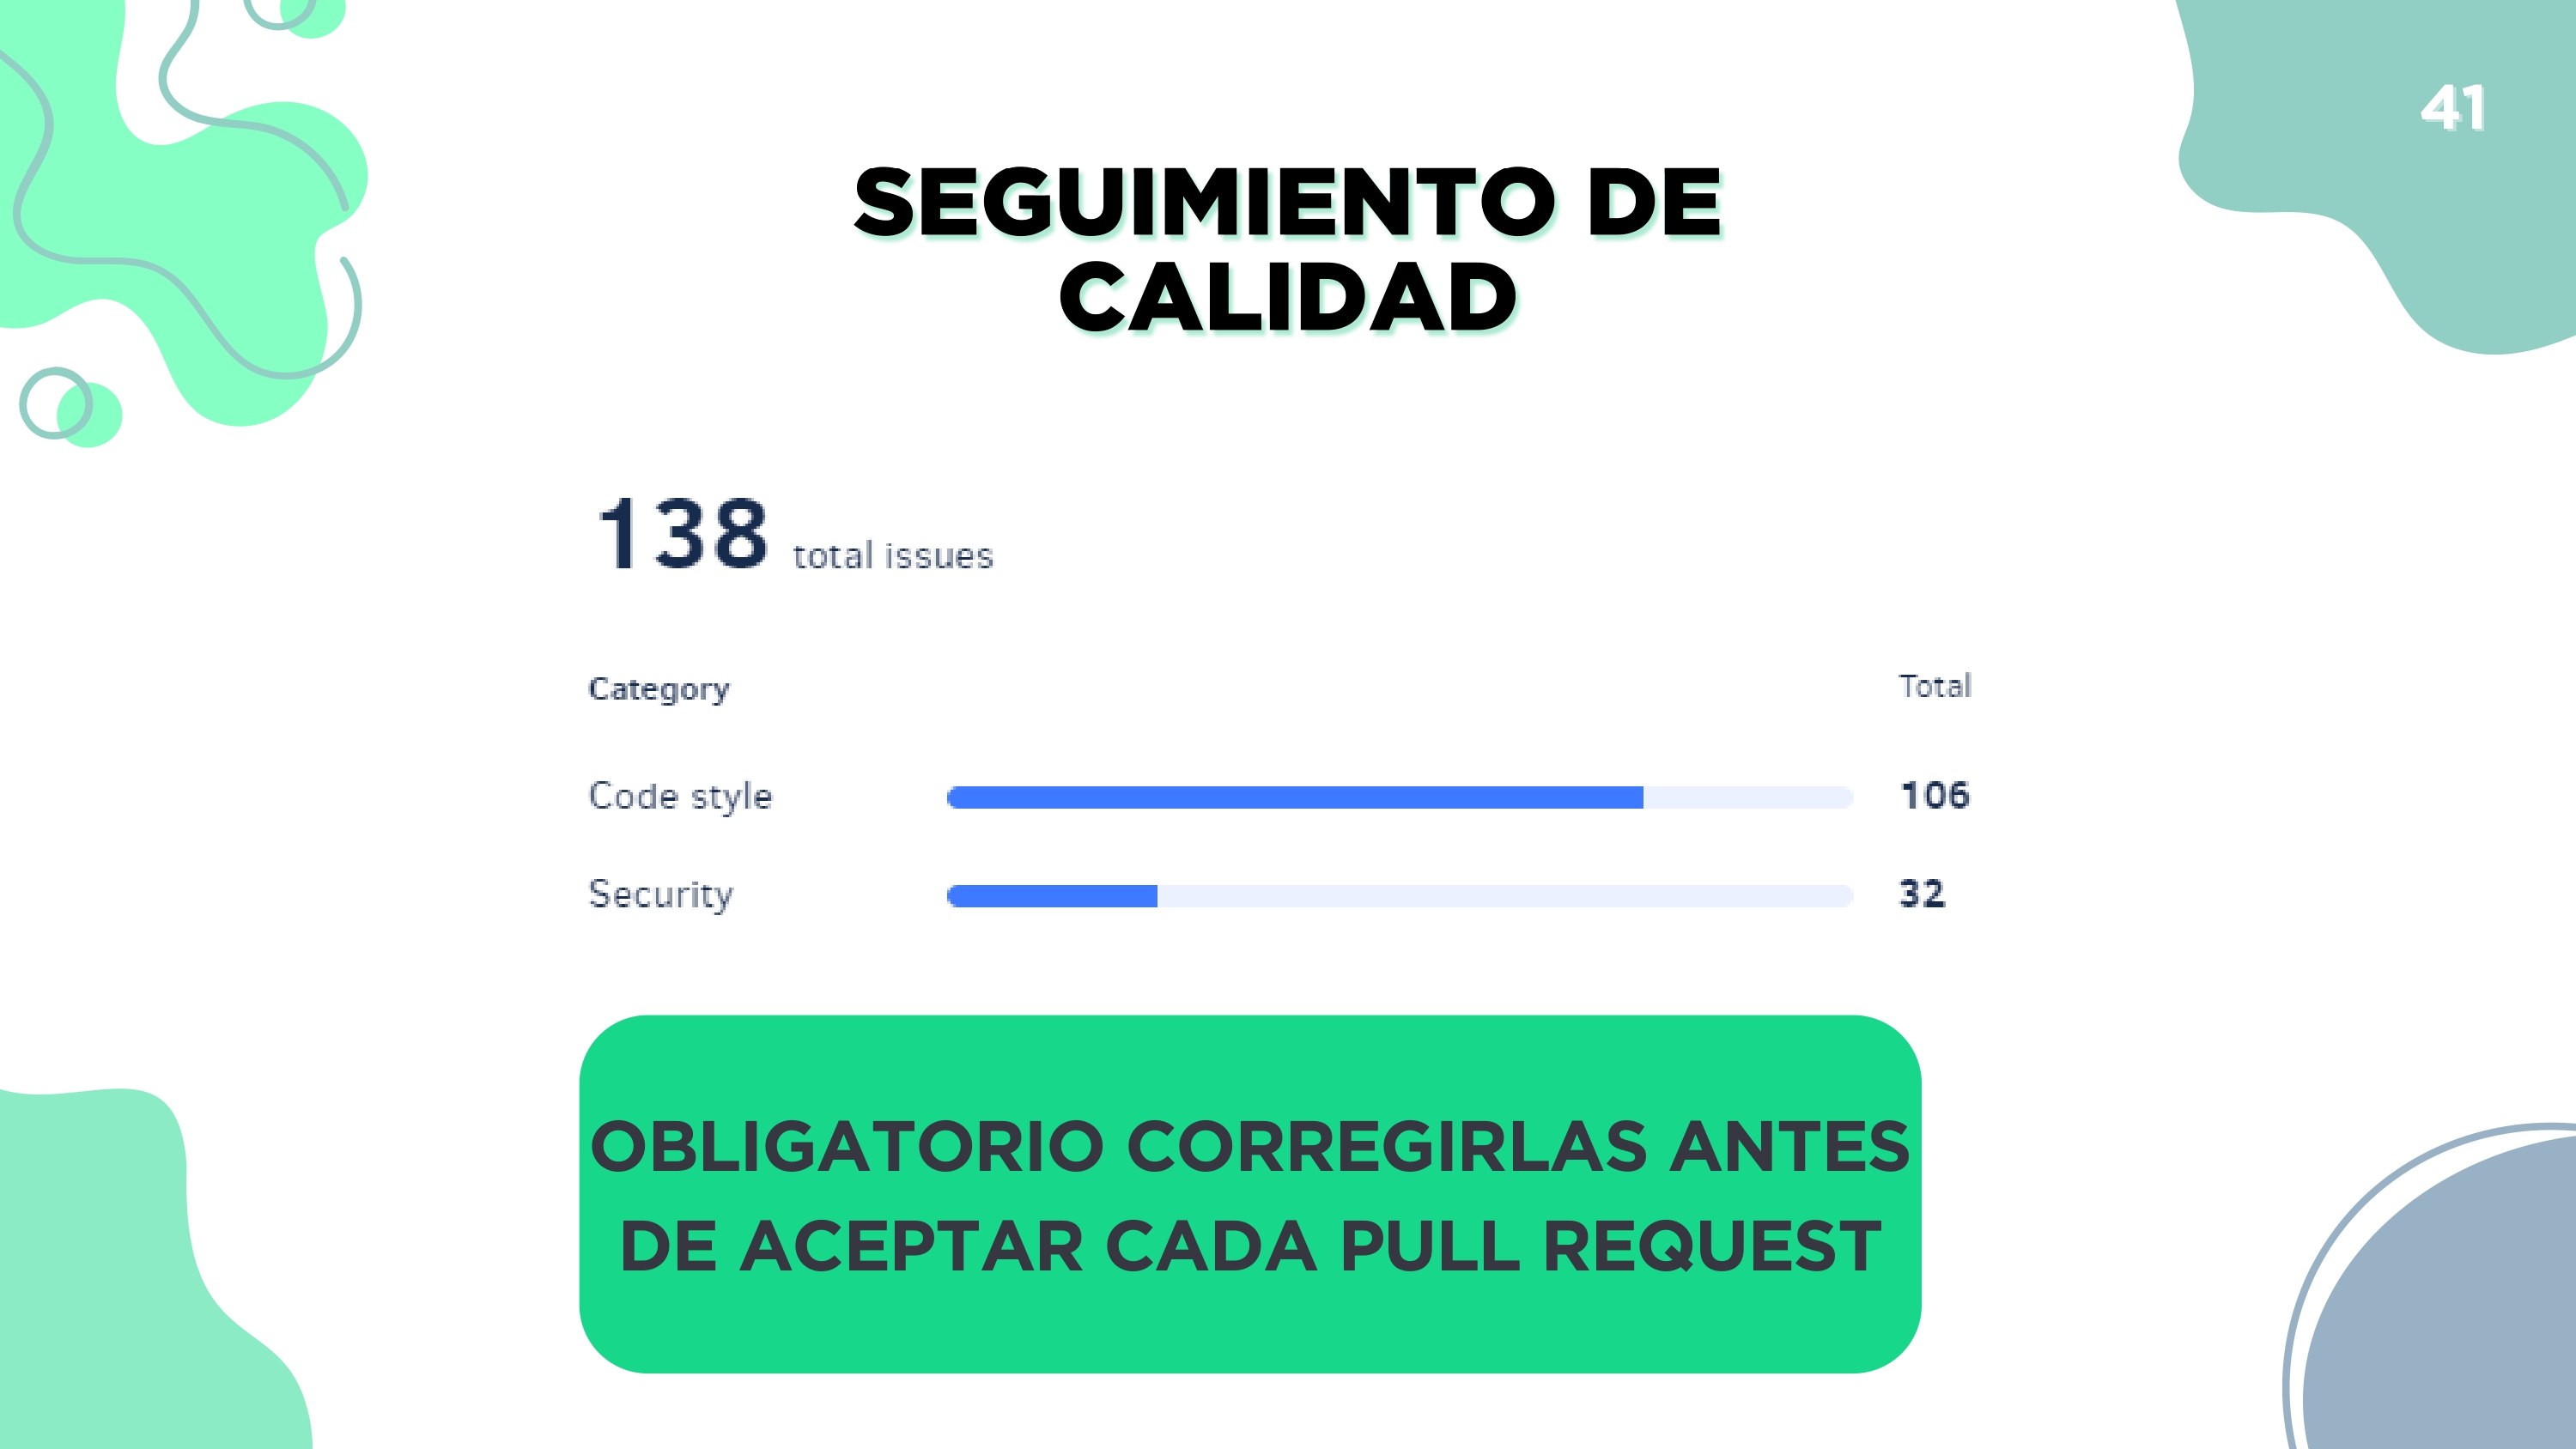 41
SEGUIMIENTO DE
CALIDAD
138 total issues
Category Total
Code style 106
Security 32
OBLIGATORIO CORREGIRLAS ANTES
DE ACEPTAR CADA PULL REQUEST